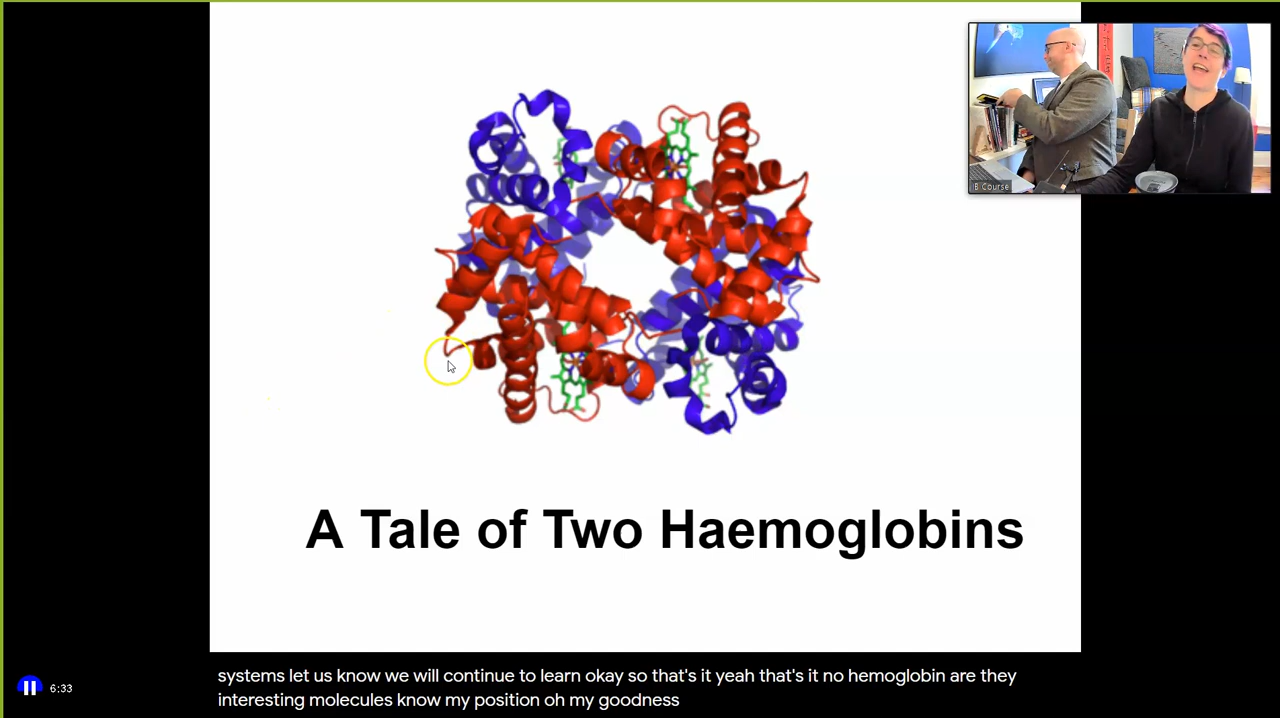 B Course
A Tale of Two Haemoglobins
systems let us know we will continue to learn okay so that's it yeah that's it no hemoglobin are they
interesting molecules know my position oh my goodness
6:33